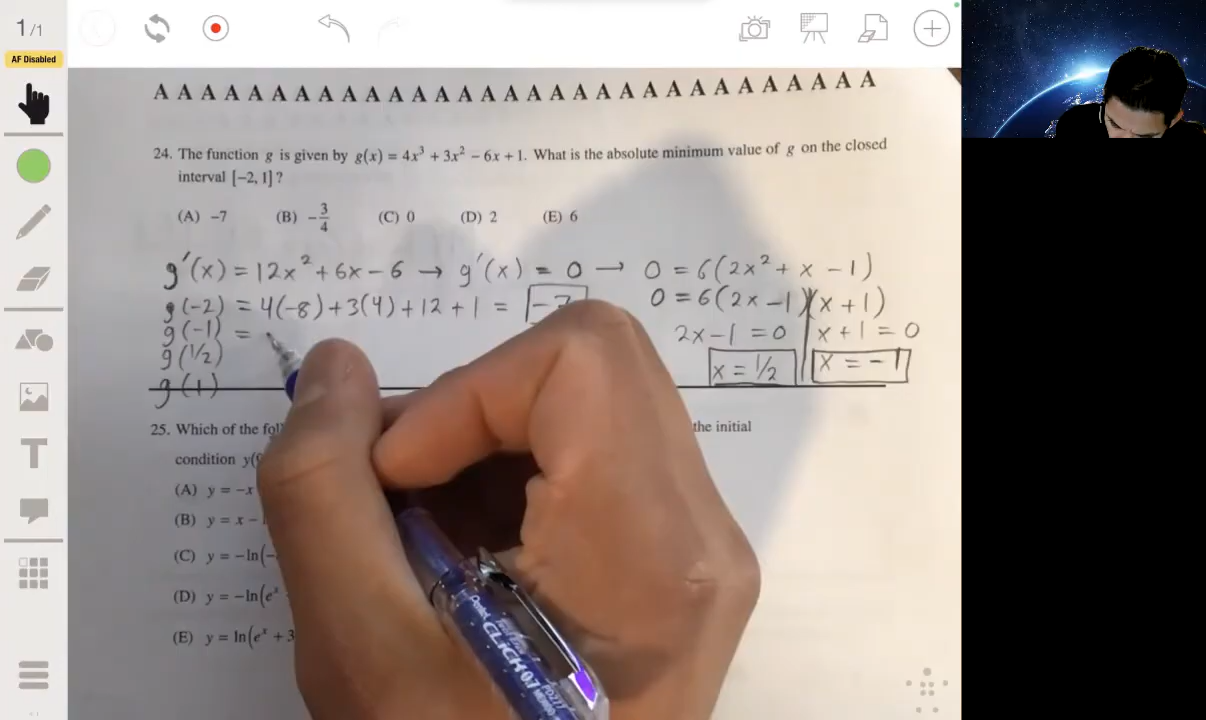 1/1
AF Disabled
A A A A A A A A A A A A A A A A A A A A A A A A A A A A A A A
24. The function g is given by g(x) = 4x³ + 3x² − 6x + 1. What is the absolute minimum value of g on the closed
interval [−2, 1]?
(A) −7 (B) −3/4 (C) 0 (D) 2 (E) 6
g'(x) = 12x² + 6x − 6 → g'(x) = 0 → 0 = 6(2x² + x − 1)
g(−2) = 4(−8) + 3(4) + 12 + 1 = −7 0 = 6(2x − 1)(x + 1)
g(−1) = 2x − 1 = 0 x + 1 = 0
g(1/2) x = 1/2 x = −1
g(1)
25. Which of the the initial
condition
(A) y = −x
(B) y = x −
(C) y = −ln(−
(D) y = −ln(eˣ
(E) y = ln(eˣ + 3
T
Pentel
CLICK 07
PD277